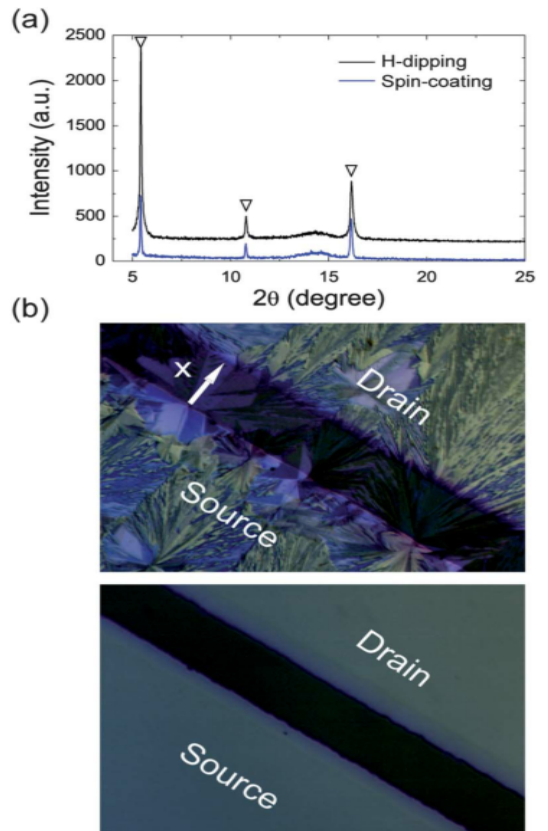 (a)
2500
2000
1500
1000
500
0
5
10
15
20
25
Intensity (a.u.)
2θ (degree)
H-dipping
Spin-coating
(b)
x
Drain
Source
Drain
Source